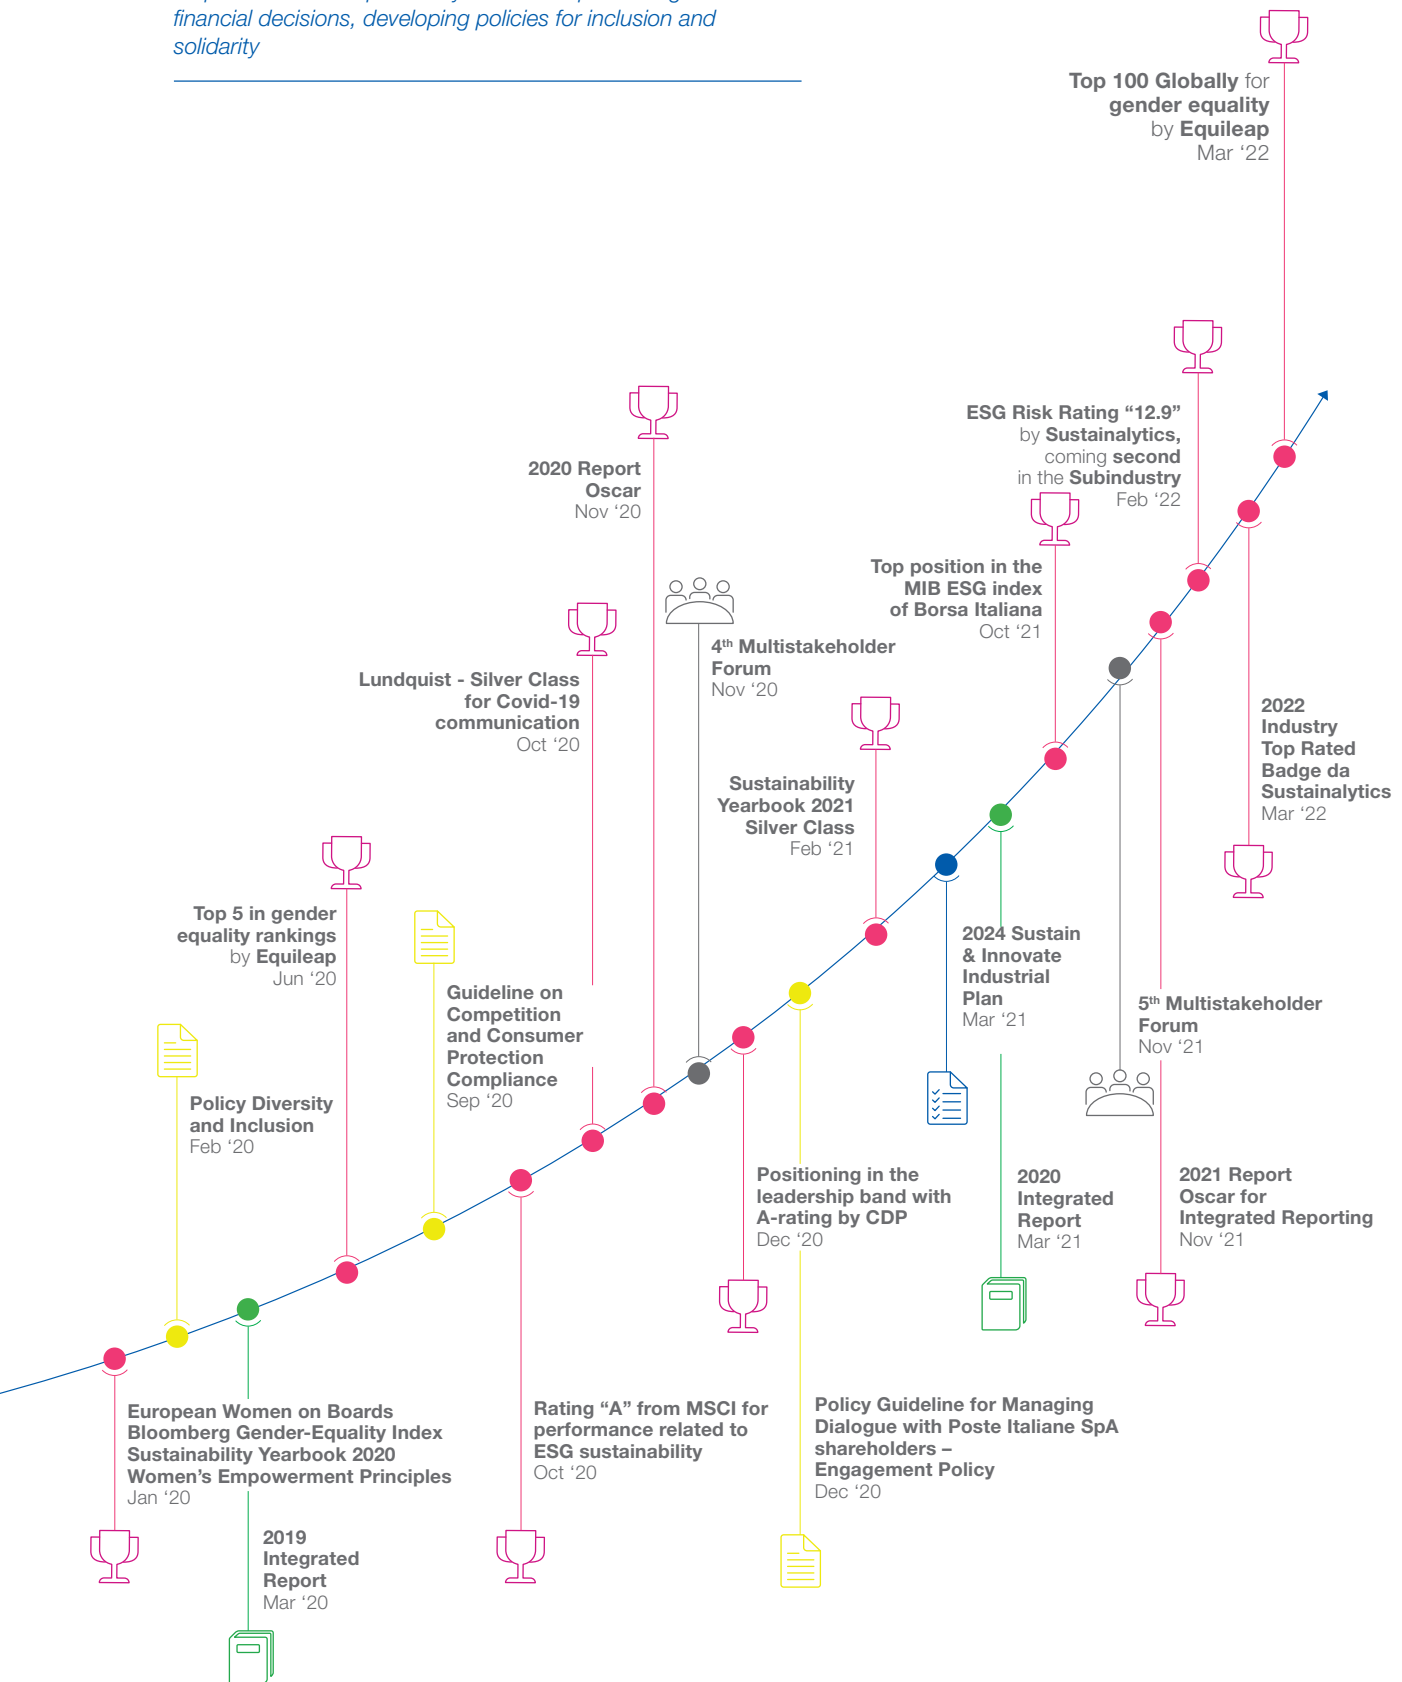 financial decisions, developing policies for inclusion and
solidarity
Top 100 Globally for
gender equality
by Equileap
Mar ‘22
ESG Risk Rating “12.9”
by Sustainalytics,
coming second
in the Subindustry
Feb ‘22
2020 Report
Oscar
Nov ‘20
Top position in the
MIB ESG index
of Borsa Italiana
Oct ‘21
4th Multistakeholder
Forum
Nov ‘20
Lundquist - Silver Class
for Covid-19
communication
Oct ‘20
2022
Industry
Top Rated
Badge da
Sustainalytics
Mar ‘22
Sustainability
Yearbook 2021
Silver Class
Feb ‘21
Top 5 in gender
equality rankings
by Equileap
Jun ‘20
2024 Sustain
& Innovate
Industrial
Plan
Mar ‘21
Guideline on
Competition
and Consumer
Protection
Compliance
Sep ‘20
5th Multistakeholder
Forum
Nov ‘21
Policy Diversity
and Inclusion
Feb ‘20
Positioning in the
leadership band with
A-rating by CDP
Dec ‘20
2020
Integrated
Report
Mar ‘21
2021 Report
Oscar for
Integrated Reporting
Nov ‘21
European Women on Boards
Bloomberg Gender-Equality Index
Sustainability Yearbook 2020
Women’s Empowerment Principles
Jan ‘20
Rating “A” from MSCI for
performance related to
ESG sustainability
Oct ‘20
Policy Guideline for Managing
Dialogue with Poste Italiane SpA
shareholders –
Engagement Policy
Dec ‘20
2019
Integrated
Report
Mar ‘20